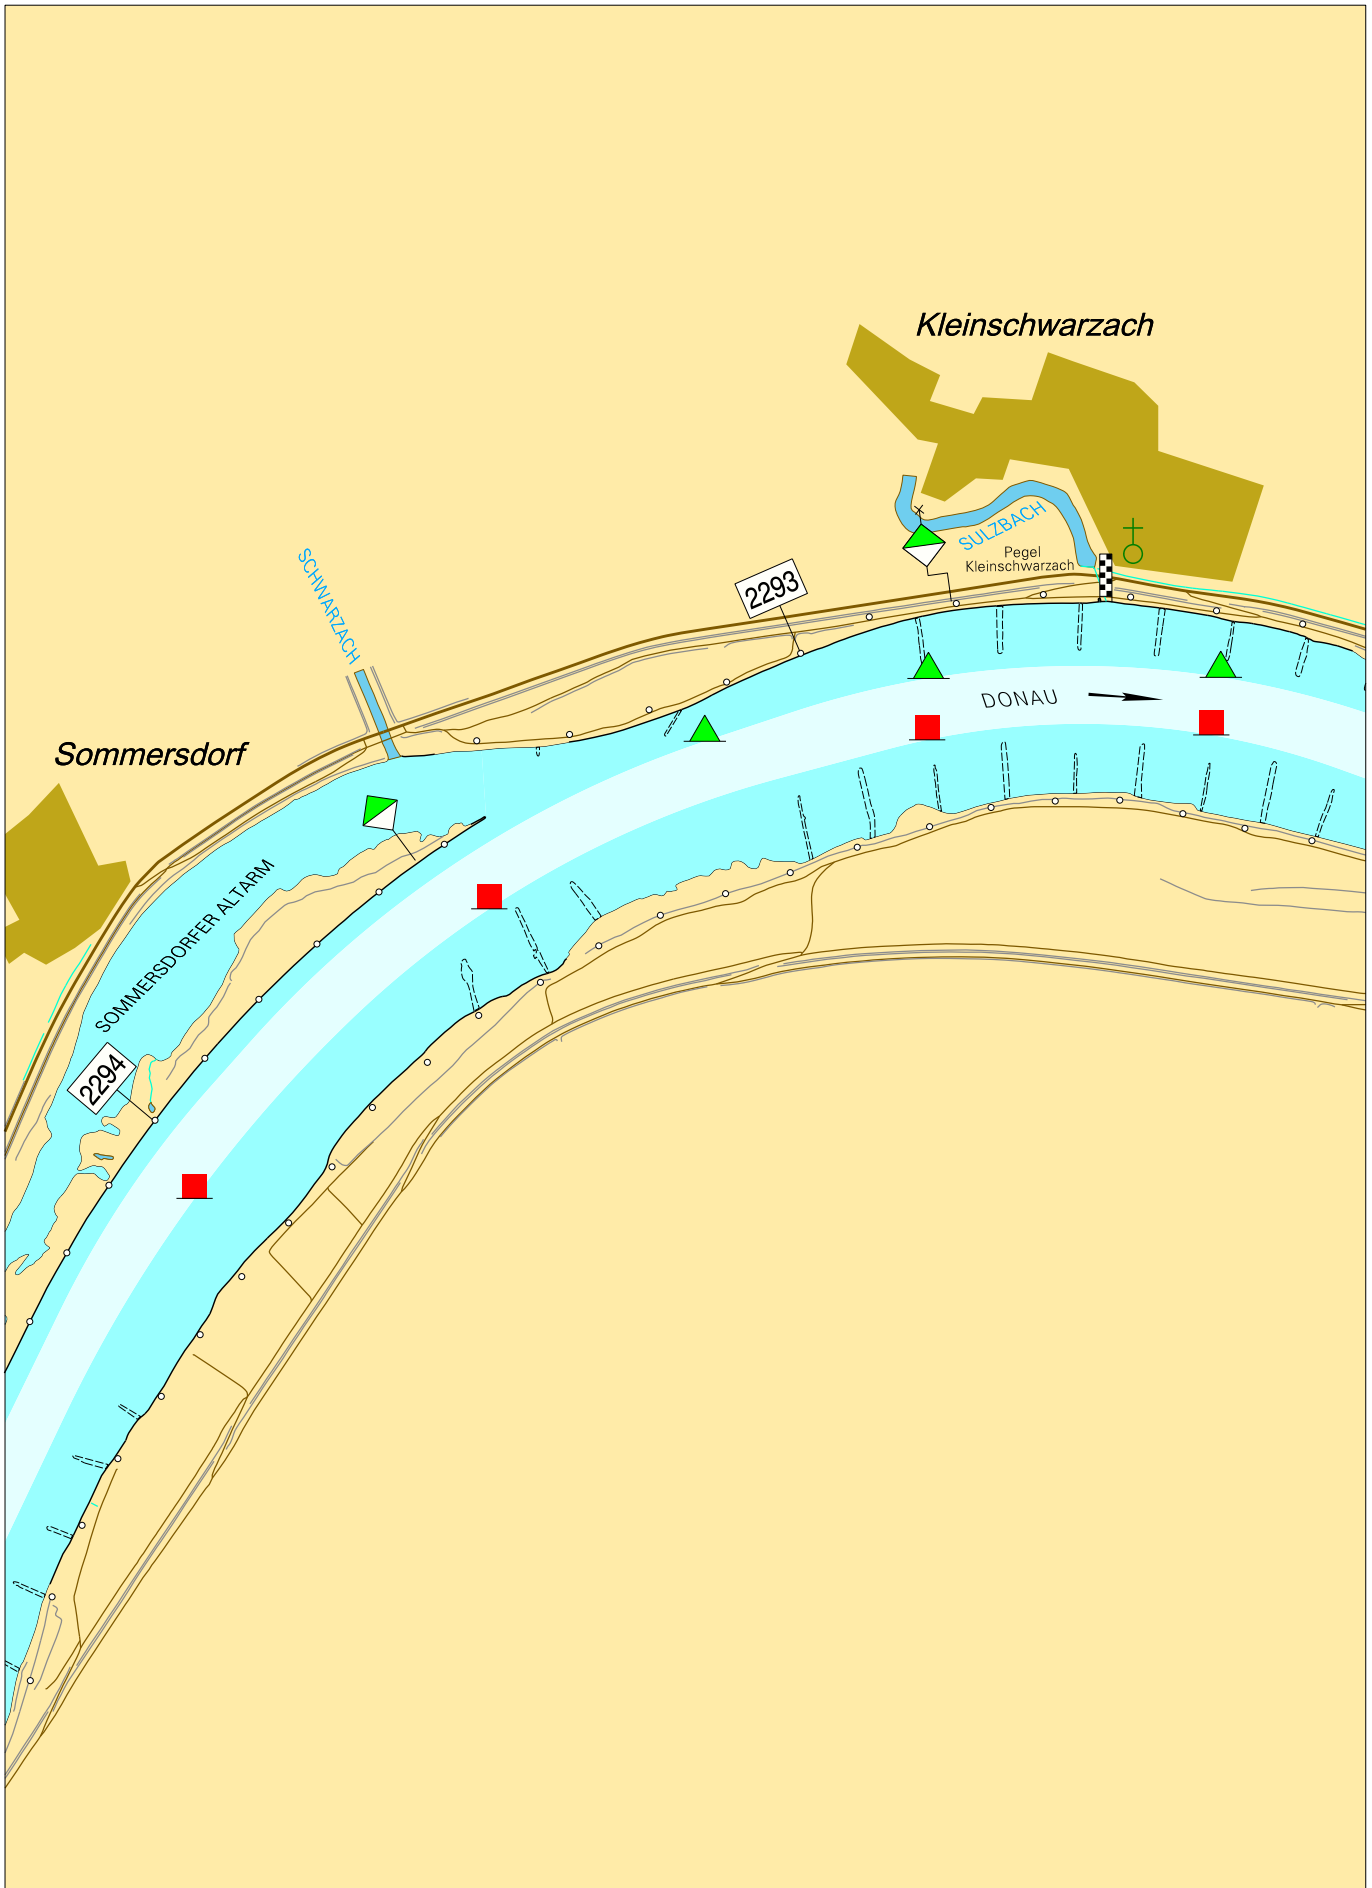 Kleinschwarzach
SULZBACH
Pegel
Kleinschwarzach
SCHWARZACH
2293
DONAU
Sommersdorf
SOMMERSDORFER ALTARM
2294